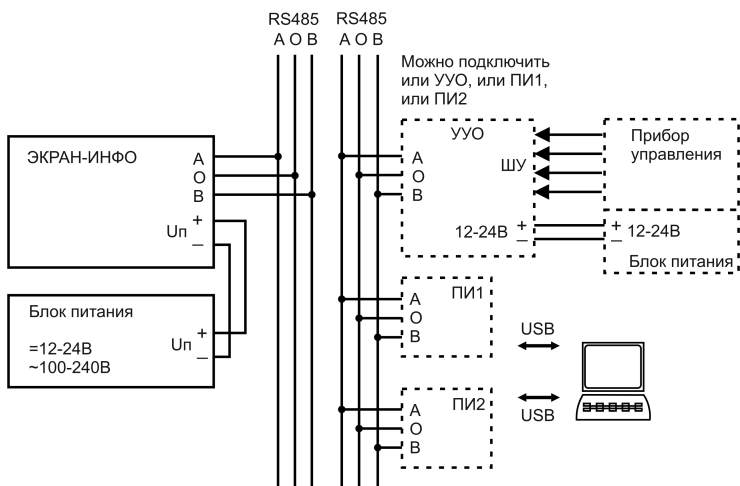 RS485 RS485
А О В А О В
Можно подключить
или УУО, или ПИ1,
или ПИ2
ЭКРАН-ИНФО
А
О
В
+
Uп
–
УУО
А
О
В
ШУ
12-24В +
–
Прибор
управления
+ 12-24В
–
Блок питания
Блок питания
=12-24В
~100-240В
Uп
+
–
ПИ1
А
О
В
USB
ПИ2
А
О
В
USB